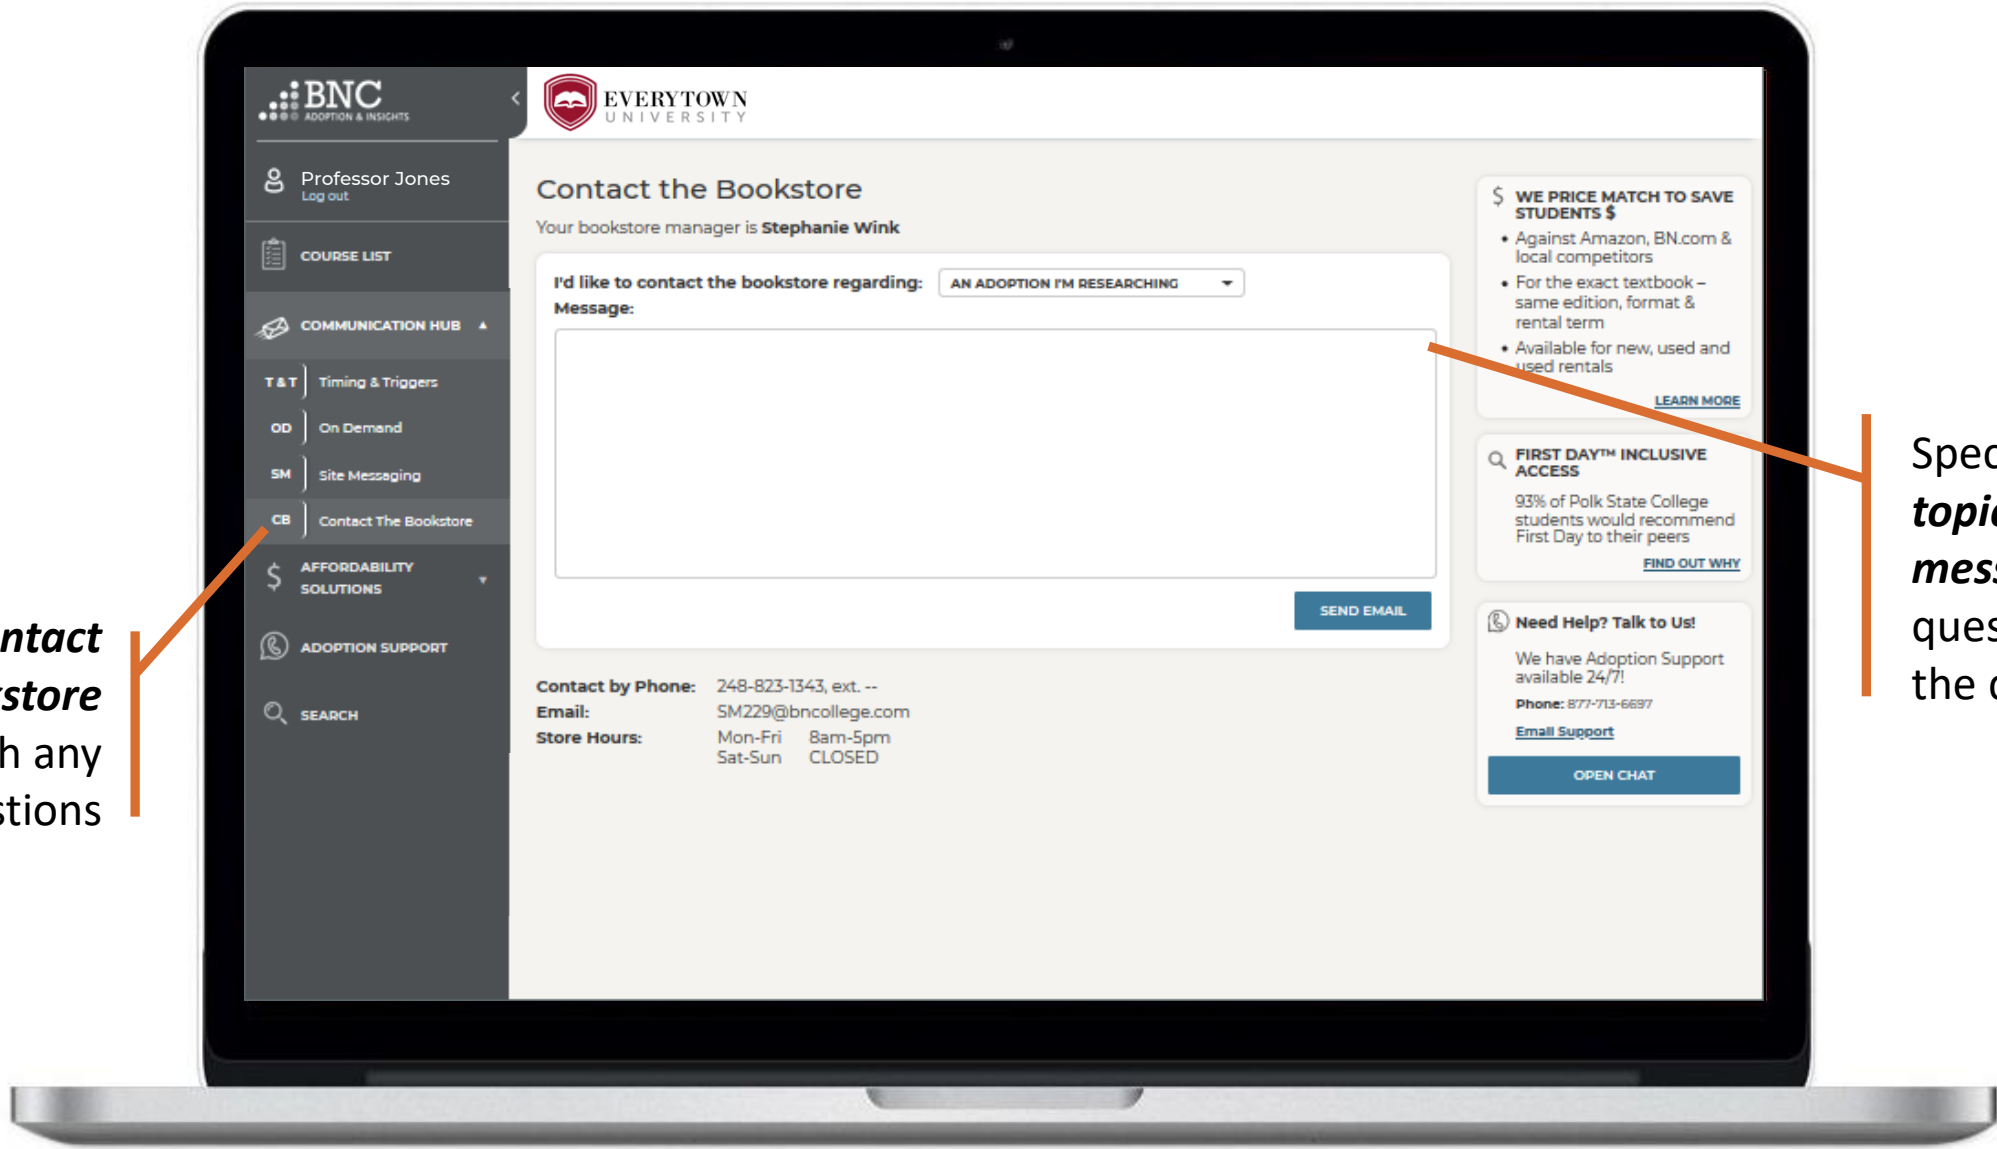 BNC
ADOPTION & INSIGHTS
Professor Jones
Log out
COURSE LIST
COMMUNICATION HUB
T & T Timing & Triggers
OD On Demand
SM Site Messaging
CB Contact The Bookstore
AFFORDABILITY
SOLUTIONS
ADOPTION SUPPORT
SEARCH
EVERYTOWN
UNIVERSITY
Contact the Bookstore
Your bookstore manager is Stephanie Wink
I'd like to contact the bookstore regarding: AN ADOPTION I'M RESEARCHING
Message:
SEND EMAIL
Contact by Phone: 248-823-1343, ext. --
Email: SM229@bncollege.com
Store Hours: Mon-Fri 8am-5pm
Sat-Sun CLOSED
$ WE PRICE MATCH TO SAVE
STUDENTS $
• Against Amazon, BN.com &
local competitors
• For the exact textbook –
same edition, format &
rental term
• Available for new, used and
used rentals
LEARN MORE
FIRST DAY™ INCLUSIVE
ACCESS
93% of Polk State College
students would recommend
First Day to their peers
FIND OUT WHY
Need Help? Talk to Us!
We have Adoption Support
available 24/7!
Phone: 877-713-6697
Email Support
OPEN CHAT
any
the